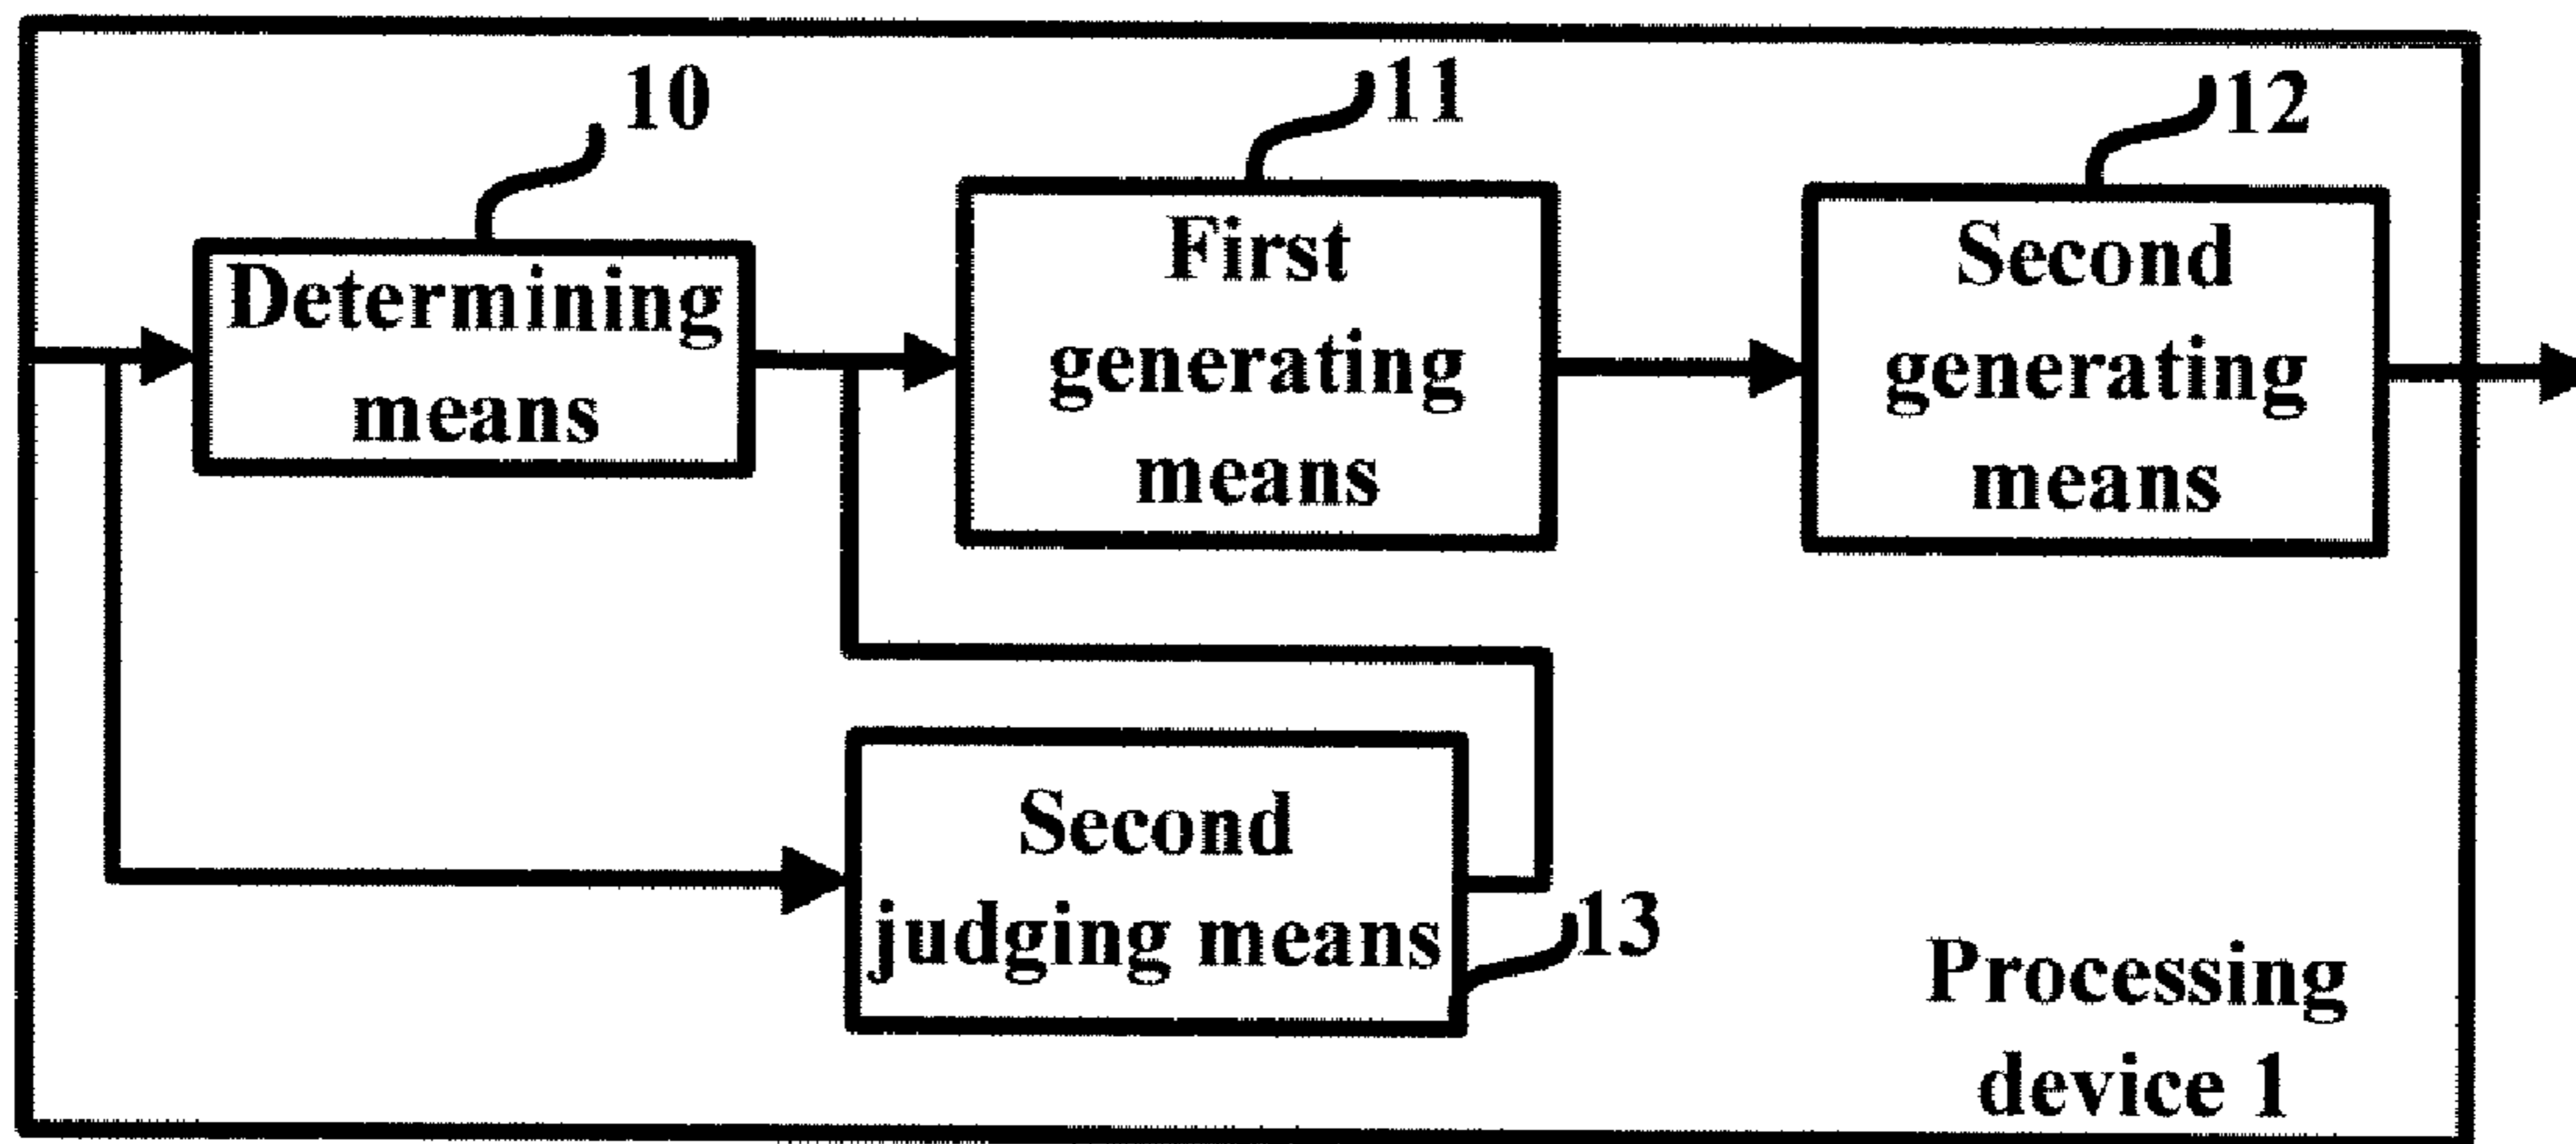 10
11
12
Determining
means
First
generating
means
Second
generating
means
Second
judging means
13
Processing
device 1